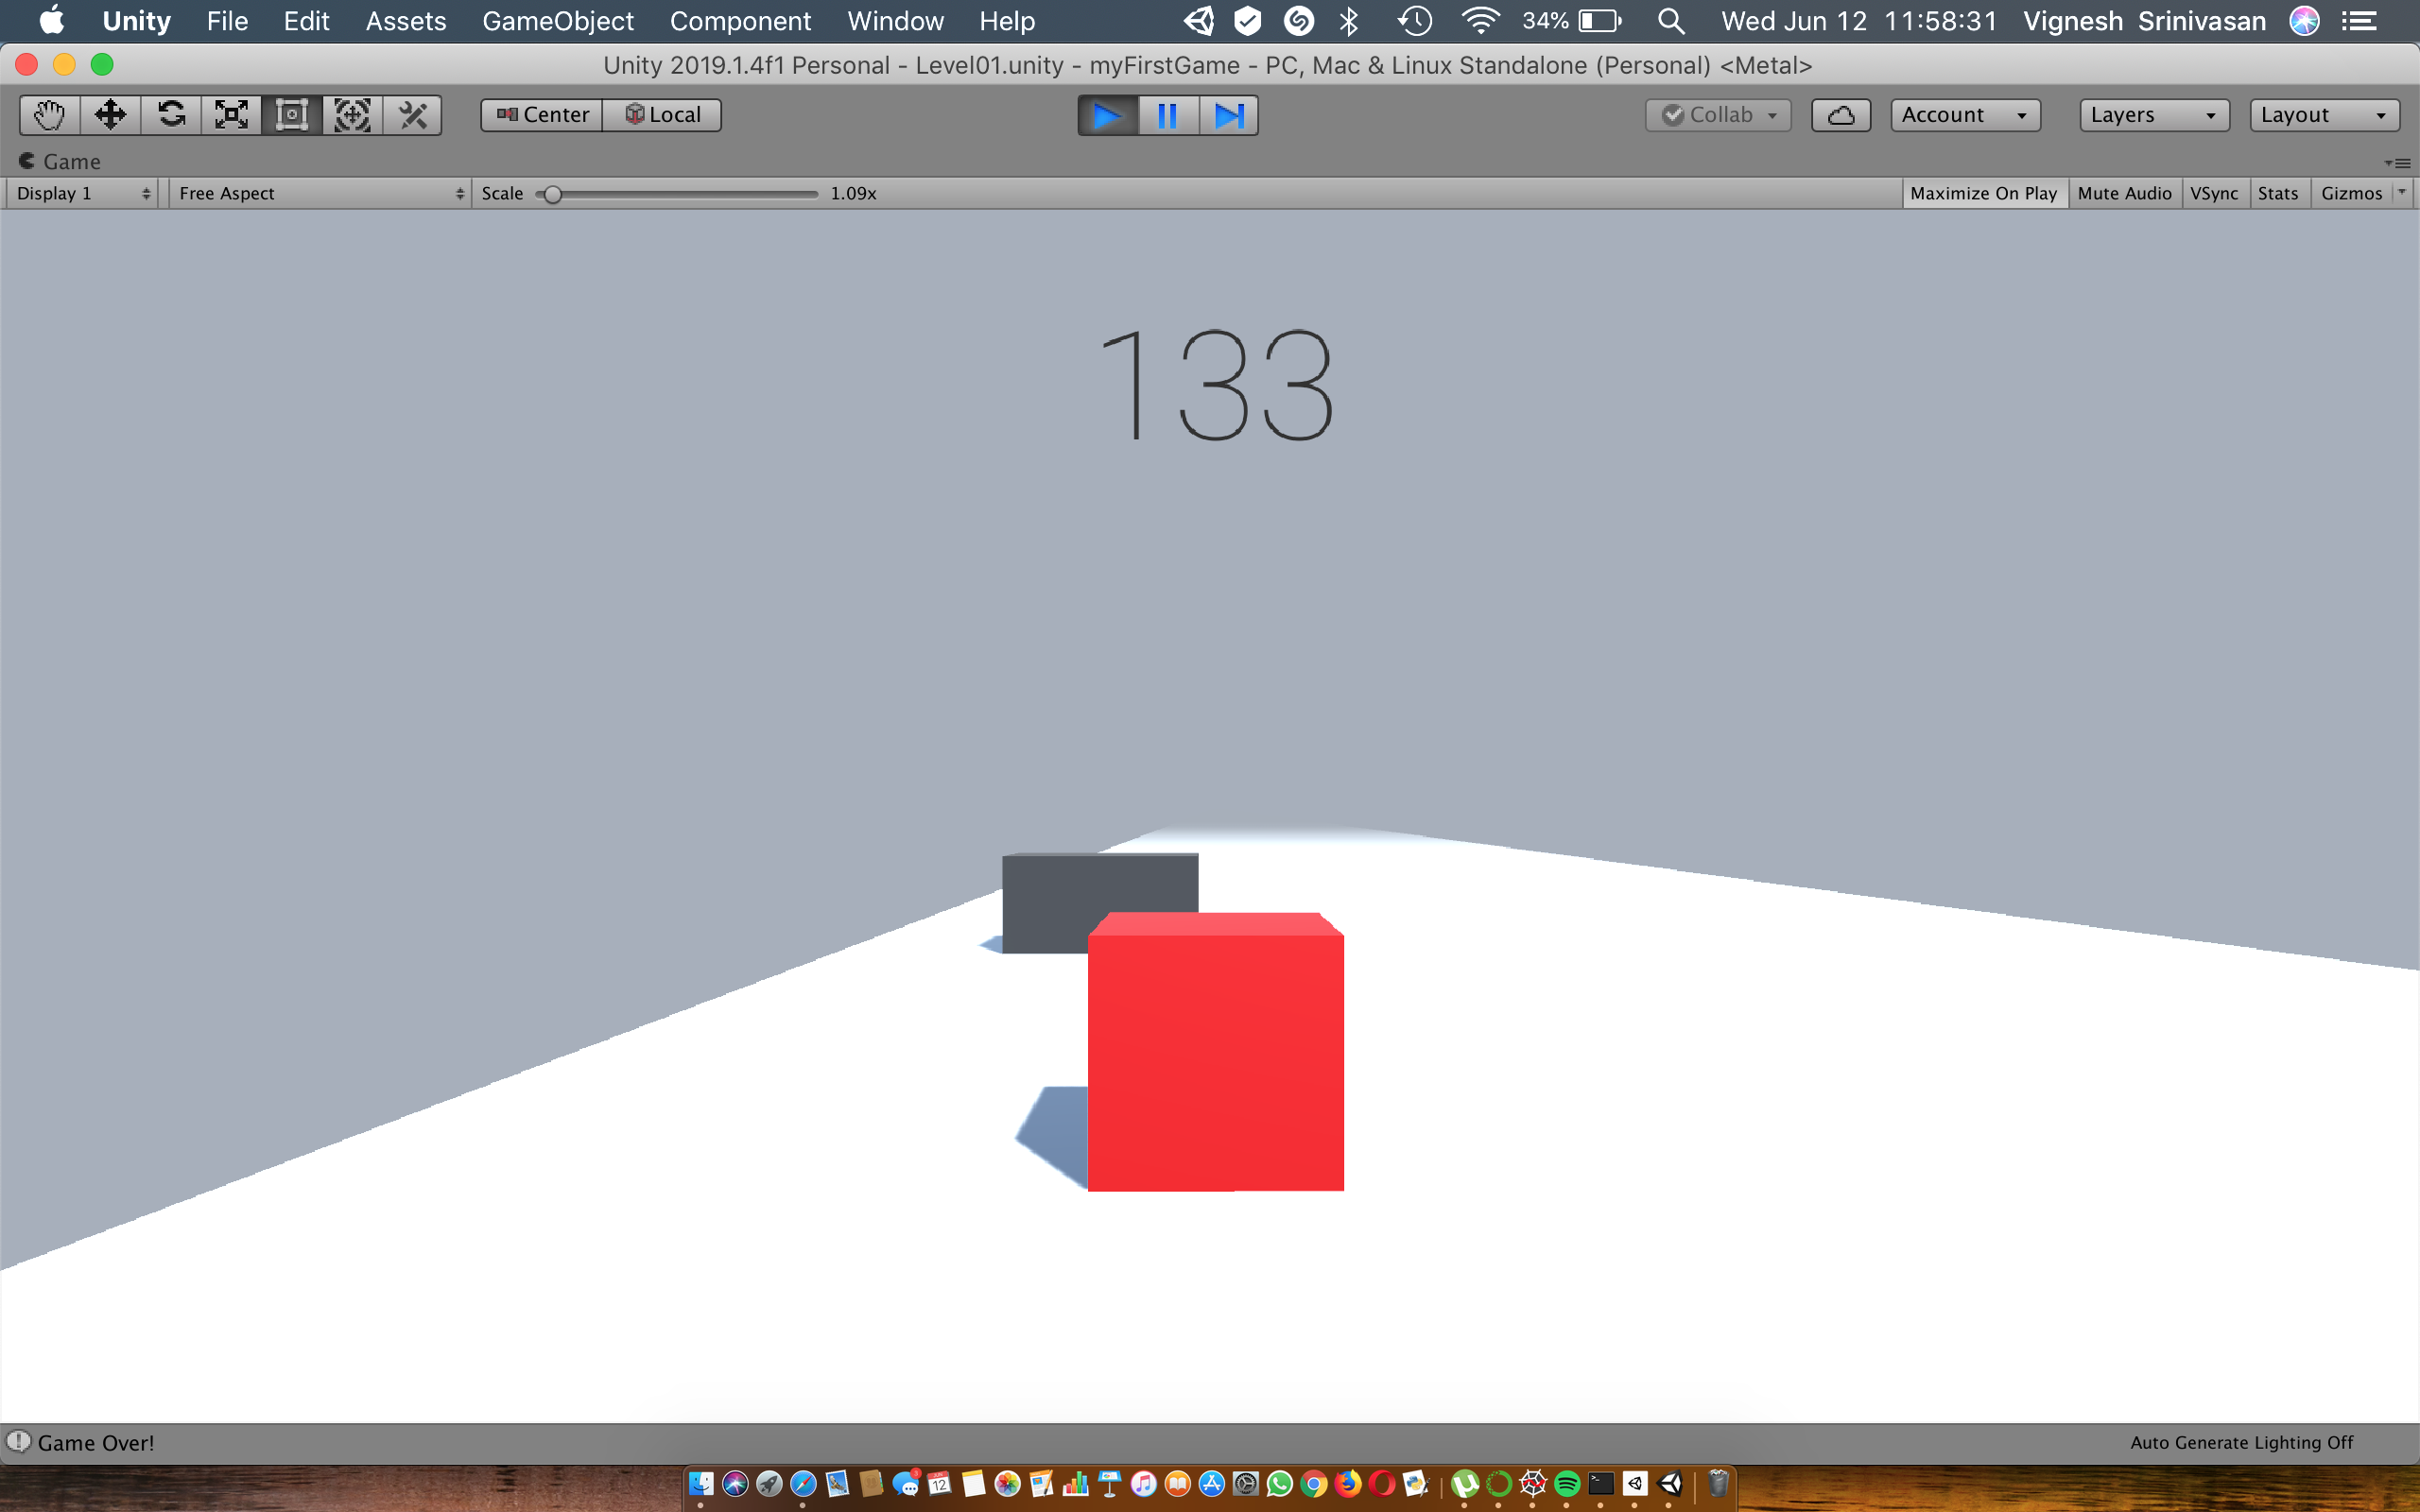 Unity File Edit Assets GameObject Component Window Help 34% Wed Jun 12 11:58:31 Vignesh Srinivasan
Unity 2019.1.4f1 Personal - Level01.unity - myFirstGame - PC, Mac & Linux Standalone (Personal) <Metal>
Center Local Collab Account Layers Layout
Game
Display 1 Free Aspect Scale 1.09x Maximize On Play Mute Audio VSync Stats Gizmos
133
Game Over! Auto Generate Lighting Off
12